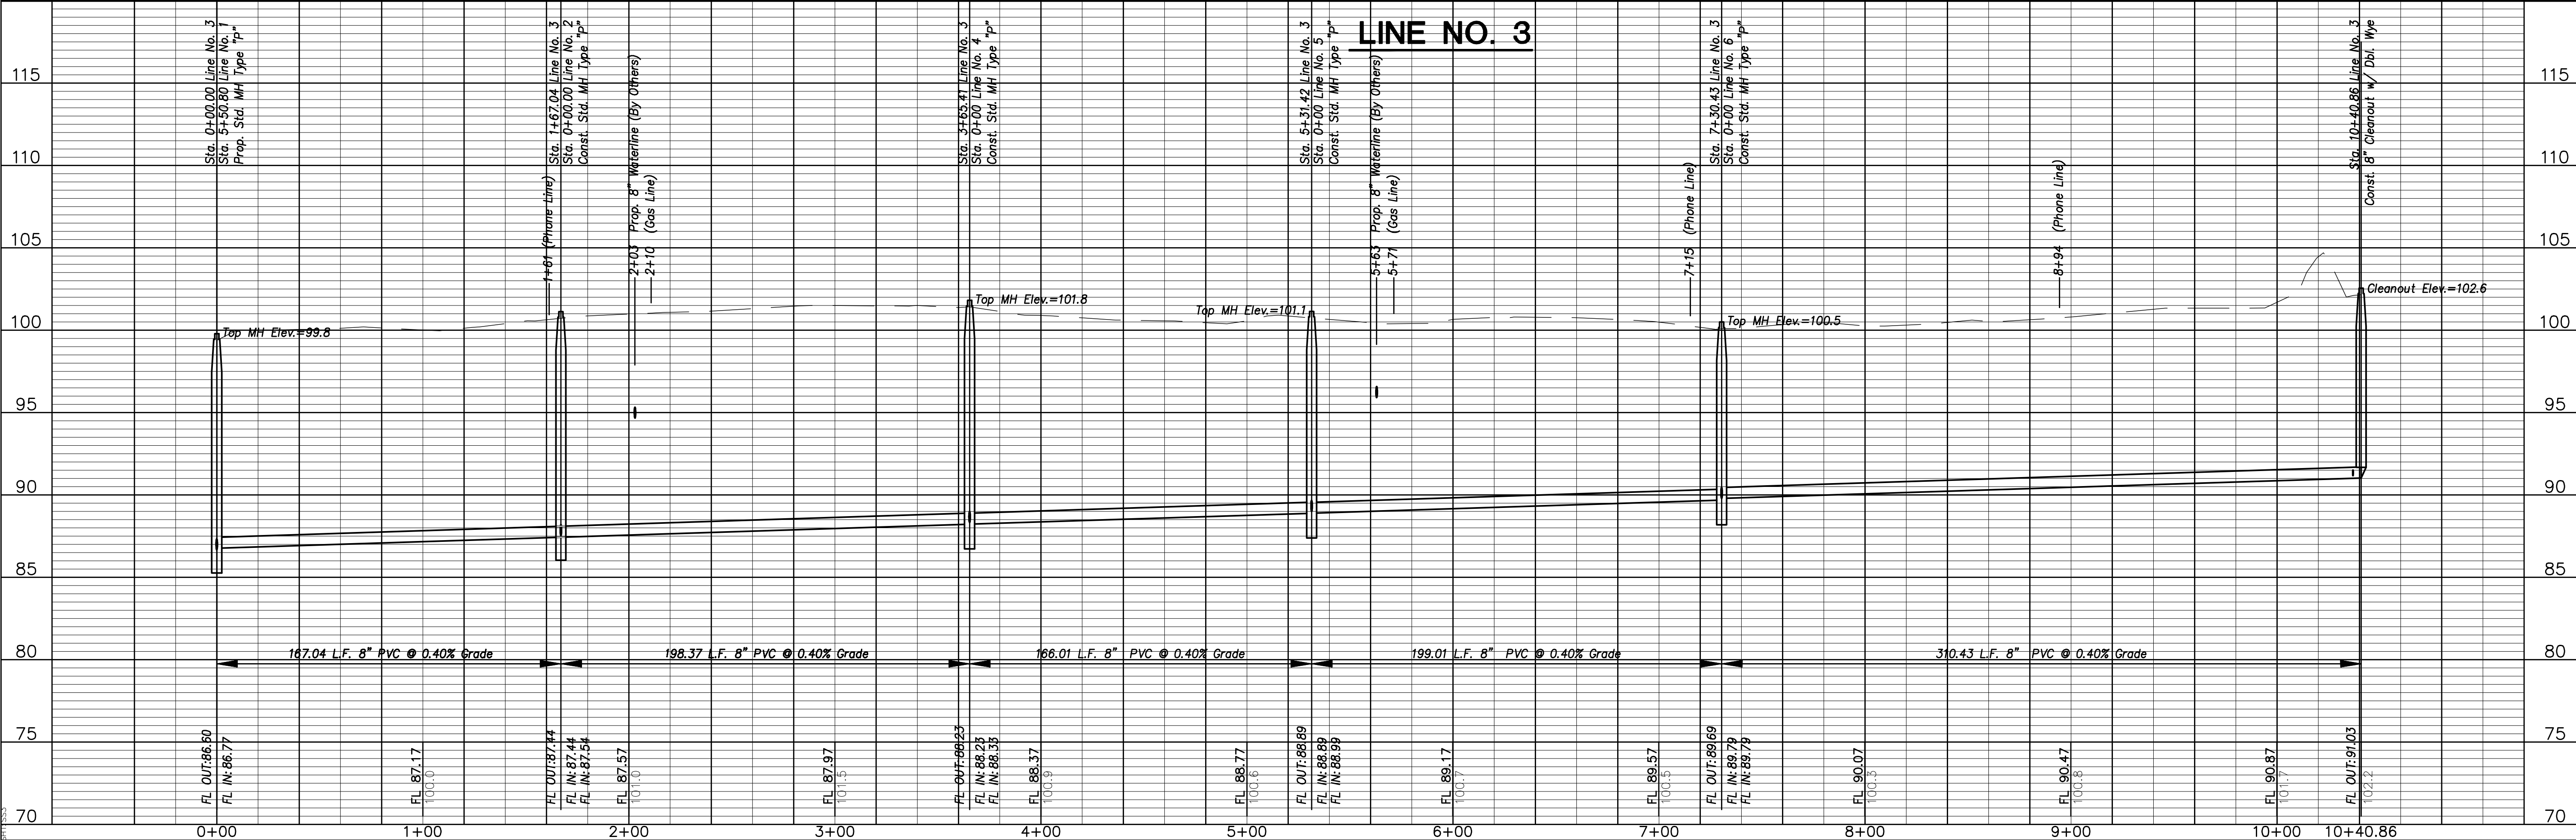 LINE NO. 3
Sta. 0+00.00 Line No. 3
Sta. 5+50.80 Line No. 1
Prop. Std. MH Type "P"
Sta. 1+67.04 Line No. 3
Sta. 0+00.00 Line No. 2
Const. Std. MH Type "P"
Sta. 3+65.41 Line No. 3
Sta. 0+00 Line No. 4
Const. Std. MH Type "P"
Sta. 5+31.42 Line No. 3
Sta. 0+00 Line No. 5
Const. Std. MH Type "P"
Sta. 7+30.43 Line No. 3
Sta. 0+00 Line No. 6
Const. Std. MH Type "P"
Sta. 10+40.86 Line No. 3
Const. 8" Cleanout w/ Dbl. Wye
1+61 (Phone Line)
2+03 Prop. 8" Waterline (By Others)
2+10 (Gas Line)
5+63 Prop. 8" Waterline (By Others)
5+71 (Gas Line)
7+15 (Phone Line)
8+94 (Phone Line)
115 115
110 110
105 105
100 100
95 95
90 90
85 85
80 80
75 75
70 70
Top MH Elev.=99.8
Top MH Elev.=101.8
Top MH Elev.=101.1
Top MH Elev.=100.5
Cleanout Elev.=102.6
167.04 L.F. 8" PVC @ 0.40% Grade
198.37 L.F. 8" PVC @ 0.40% Grade
166.01 L.F. 8" PVC @ 0.40% Grade
199.01 L.F. 8" PVC @ 0.40% Grade
310.43 L.F. 8" PVC @ 0.40% Grade
FL OUT:86.60
FL IN:86.77
FL 87.17
100.0
FL OUT:87.44
FL IN:87.44
FL IN:87.54
FL 87.57
101.0
FL 87.97
101.5
FL OUT:88.23
FL IN:88.23
FL IN:88.33
FL 88.37
100.9
FL 88.77
100.6
FL OUT:88.89
FL IN:88.89
FL IN:88.99
FL 89.17
100.7
FL 89.57
100.5
FL OUT:89.69
FL IN:89.79
FL IN:89.79
FL 90.07
100.3
FL 90.47
100.8
FL 90.87
101.7
FL OUT:91.03
102.2
0+00 1+00 2+00 3+00 4+00 5+00 6+00 7+00 8+00 9+00 10+00 10+40.86